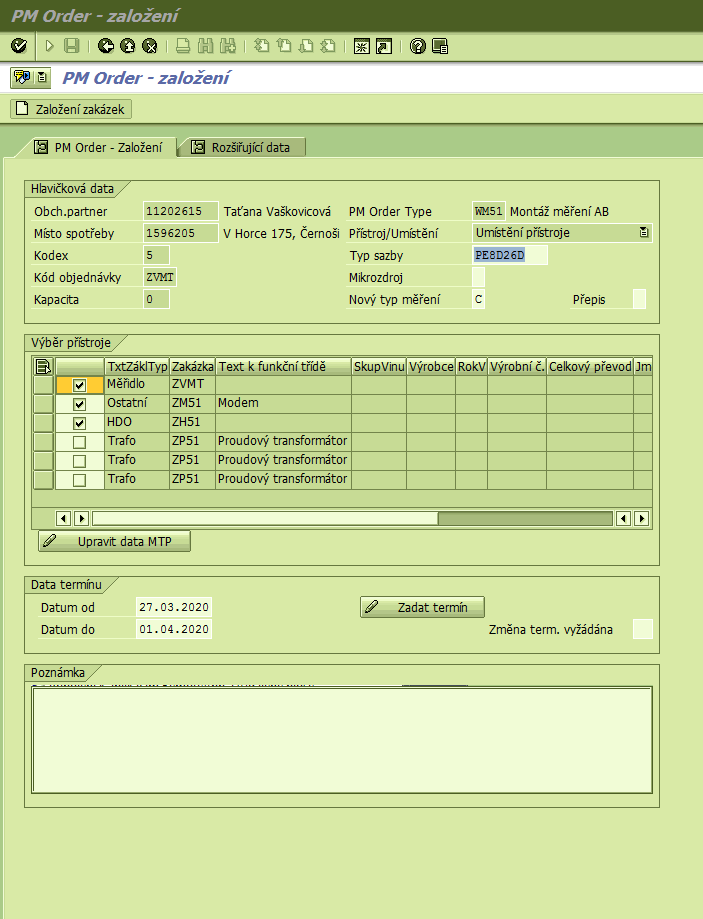 PM Order - založení
PM Order - založení
Založení zakázek
PM Order - Založení Rozšiřující data
Hlavičková data
Obch.partner 11202615 Taťana Vaškovicová PM Order Type WM51 Montáž měření AB
Místo spotřeby 1596205 V Horce 175, Černoši Přístroj/Umístění Umístění přístroje
Kodex 5 Typ sazby PE8D26D
Kód objednávky ZVMT Mikrozdroj
Kapacita 0 Nový typ měření C Přepis
Výběr přístroje
TxtZáklTyp Zakázka Text k funkční třídě SkupVinu Výrobce RokV Výrobní č. Celkový převod Jm
Měřidlo ZVMT
Ostatní ZM51 Modem
HDO ZH51
Trafo ZP51 Proudový transformátor
Trafo ZP51 Proudový transformátor
Trafo ZP51 Proudový transformátor
Upravit data MTP
Data termínu
Datum od 27.03.2020 Zadat termín
Datum do 01.04.2020 Změna term. vyžádána
Poznámka